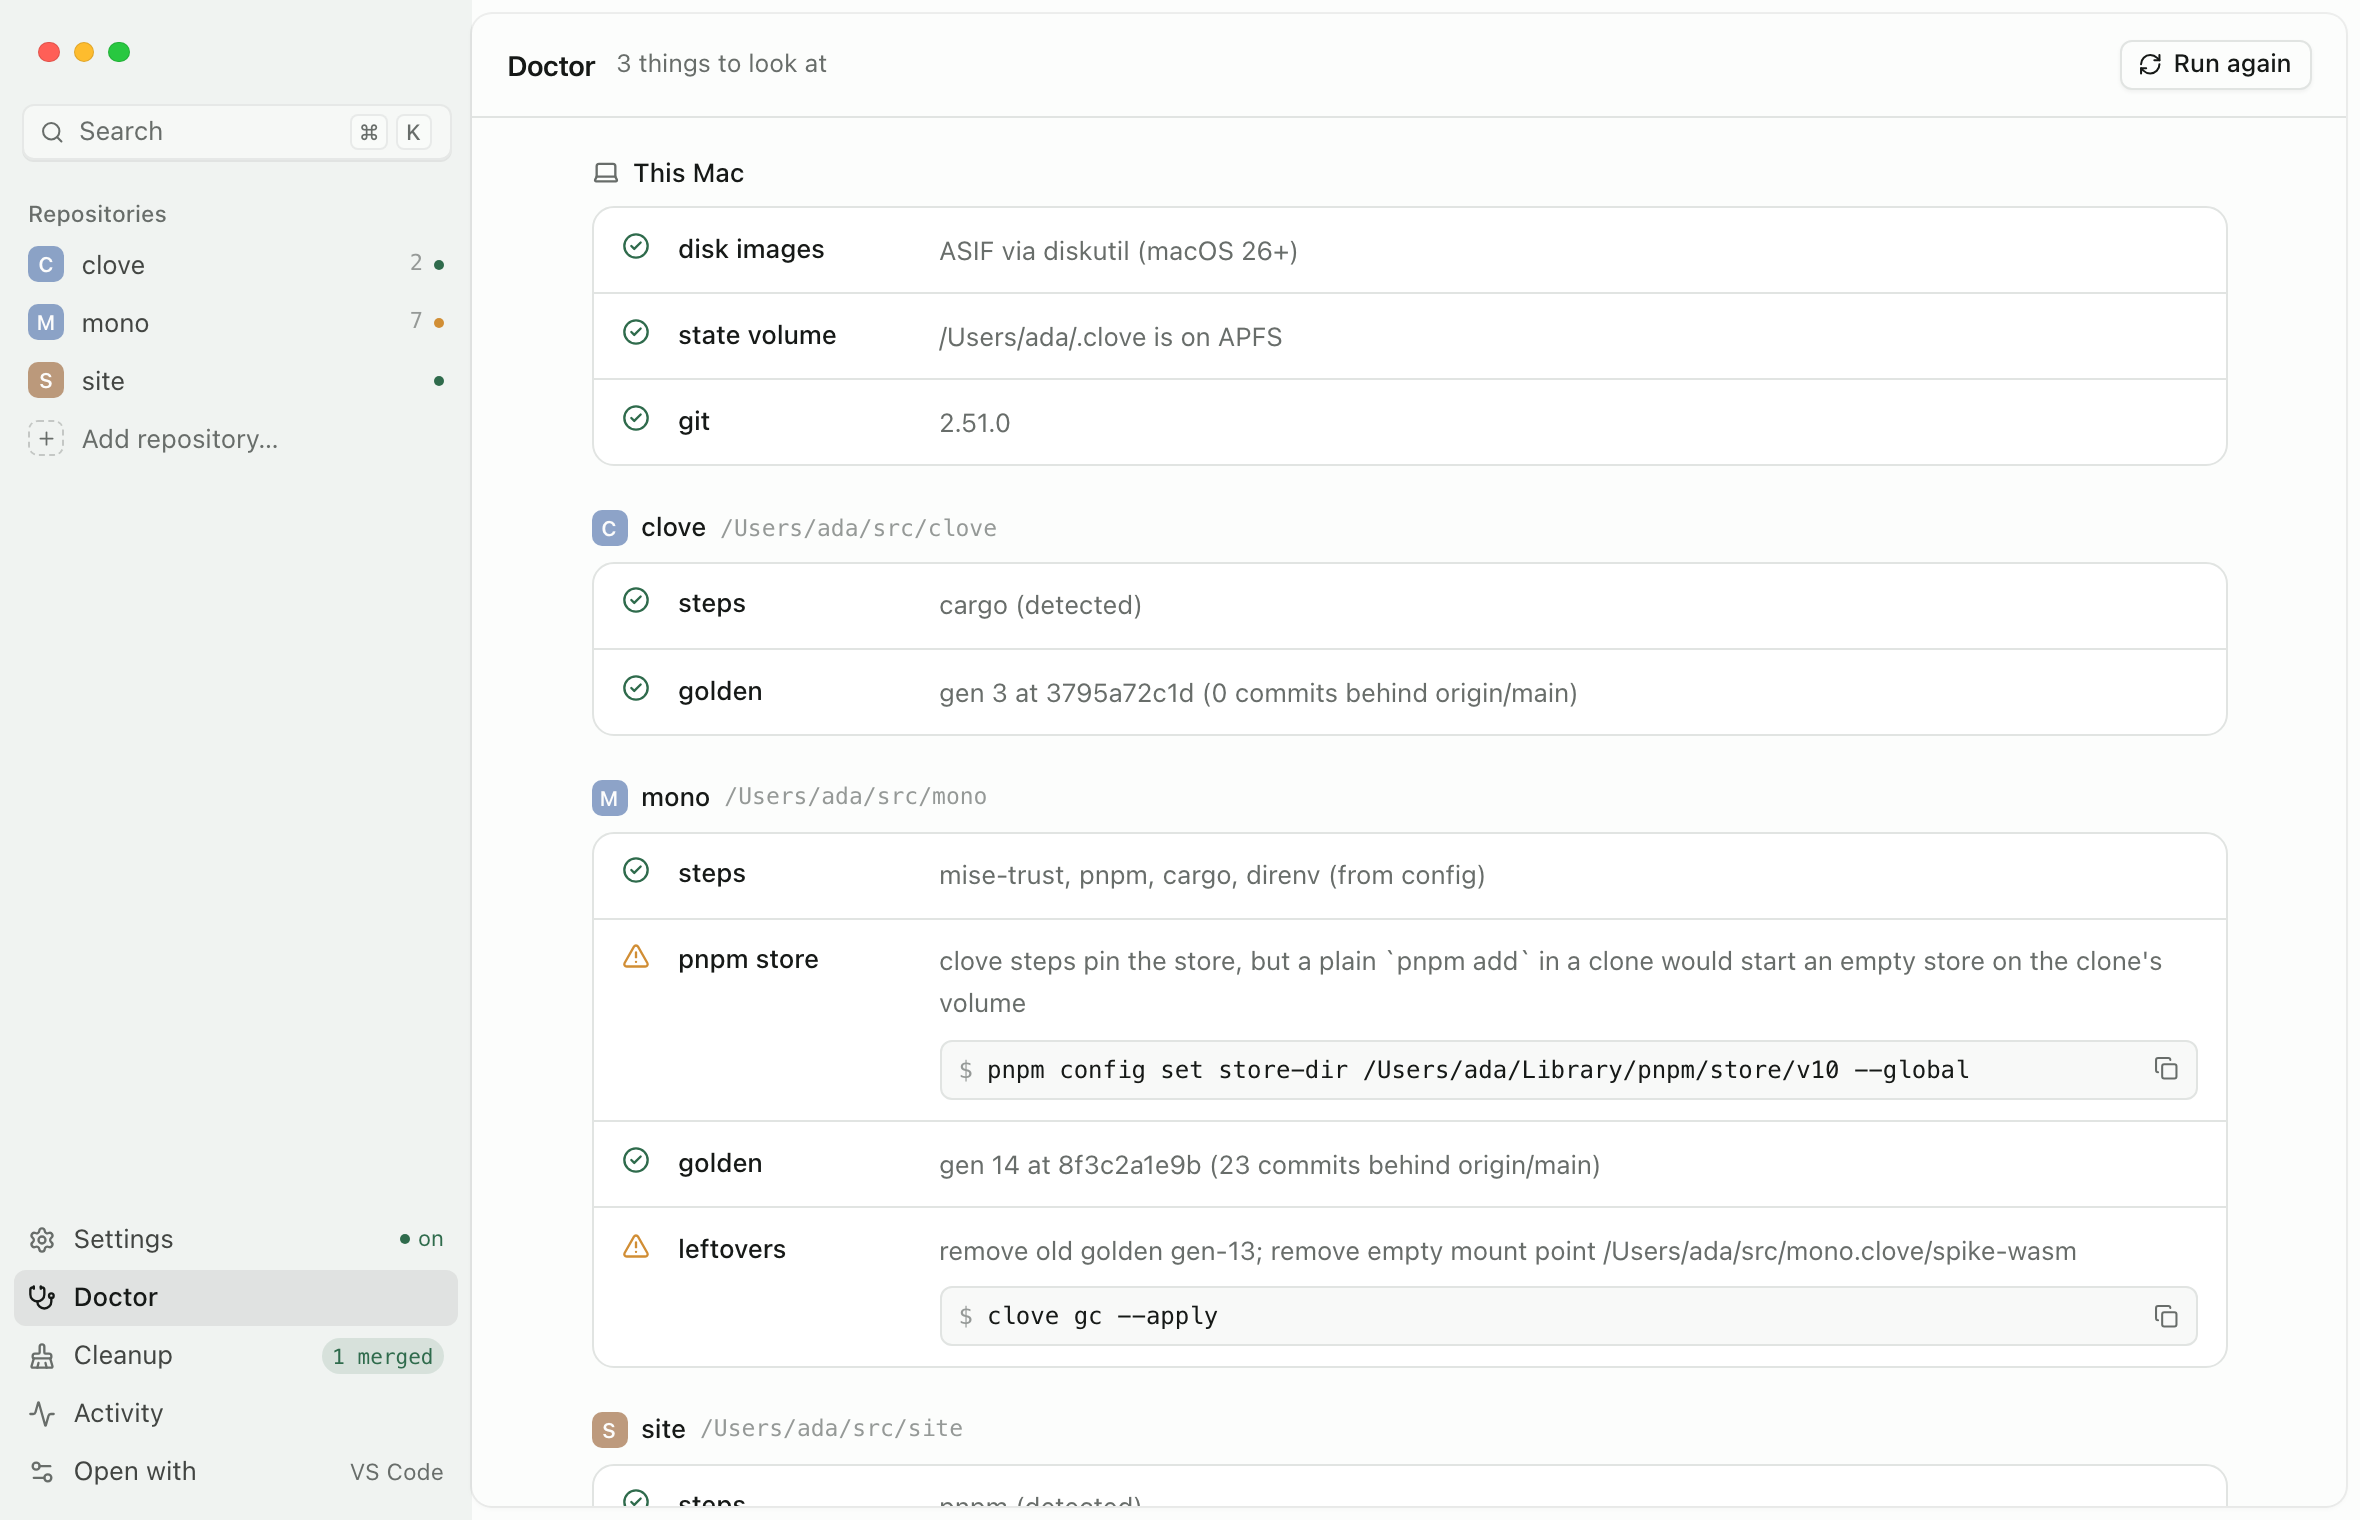 Search ⌘ K
Repositories
C clove 2
M mono 7
S site
+ Add repository...
Settings on
Doctor
Cleanup 1 merged
Activity
Open with VS Code
Doctor 3 things to look at
Run again
This Mac
disk images ASIF via diskutil (macOS 26+)
state volume /Users/ada/.clove is on APFS
git 2.51.0
C clove /Users/ada/src/clove
steps cargo (detected)
golden gen 3 at 3795a72c1d (0 commits behind origin/main)
M mono /Users/ada/src/mono
steps mise-trust, pnpm, cargo, direnv (from config)
pnpm store clove steps pin the store, but a plain `pnpm add` in a clone would start an empty store on the clone's
volume
$ pnpm config set store-dir /Users/ada/Library/pnpm/store/v10 --global
golden gen 14 at 8f3c2a1e9b (23 commits behind origin/main)
leftovers remove old golden gen-13; remove empty mount point /Users/ada/src/mono.clove/spike-wasm
$ clove gc --apply
S site /Users/ada/src/site
steps pnpm (detected)